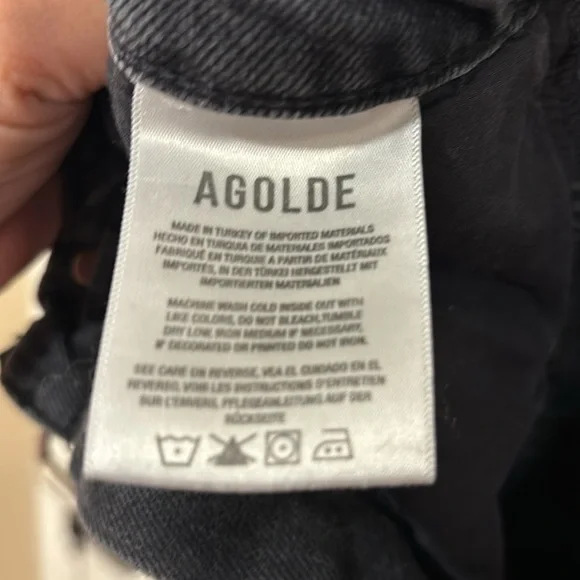 AGOLDE
MADE IN TURKEY OF IMPORTED MATERIALS
HECHO EN TURQUIA DE MATERIALES IMPORTADOS
FABRIQUÉ EN TURQUIE A PARTIR DE MATÉRIAUX
IMPORTÉS, IN DER TÜRKEI HERGESTELLT MIT
IMPORTIERTEN MATERIALIEN
MACHINE WASH COLD INSIDE OUT WITH
LIKE COLORS, DO NOT BLEACH, TUMBLE
DRY LOW, IRON MEDIUM IF NECESSARY,
IF DECORATED OR PRINTED DO NOT IRON.
SEE CARE ON REVERSE, VEA EL CUIDADO EN EL
REVERSO, VOIR LES INSTRUCTIONS D'ENTRETIEN
SUR L'ENVERS, PFLEGEANLEITUNG AUF DER
RÜCKSEITE